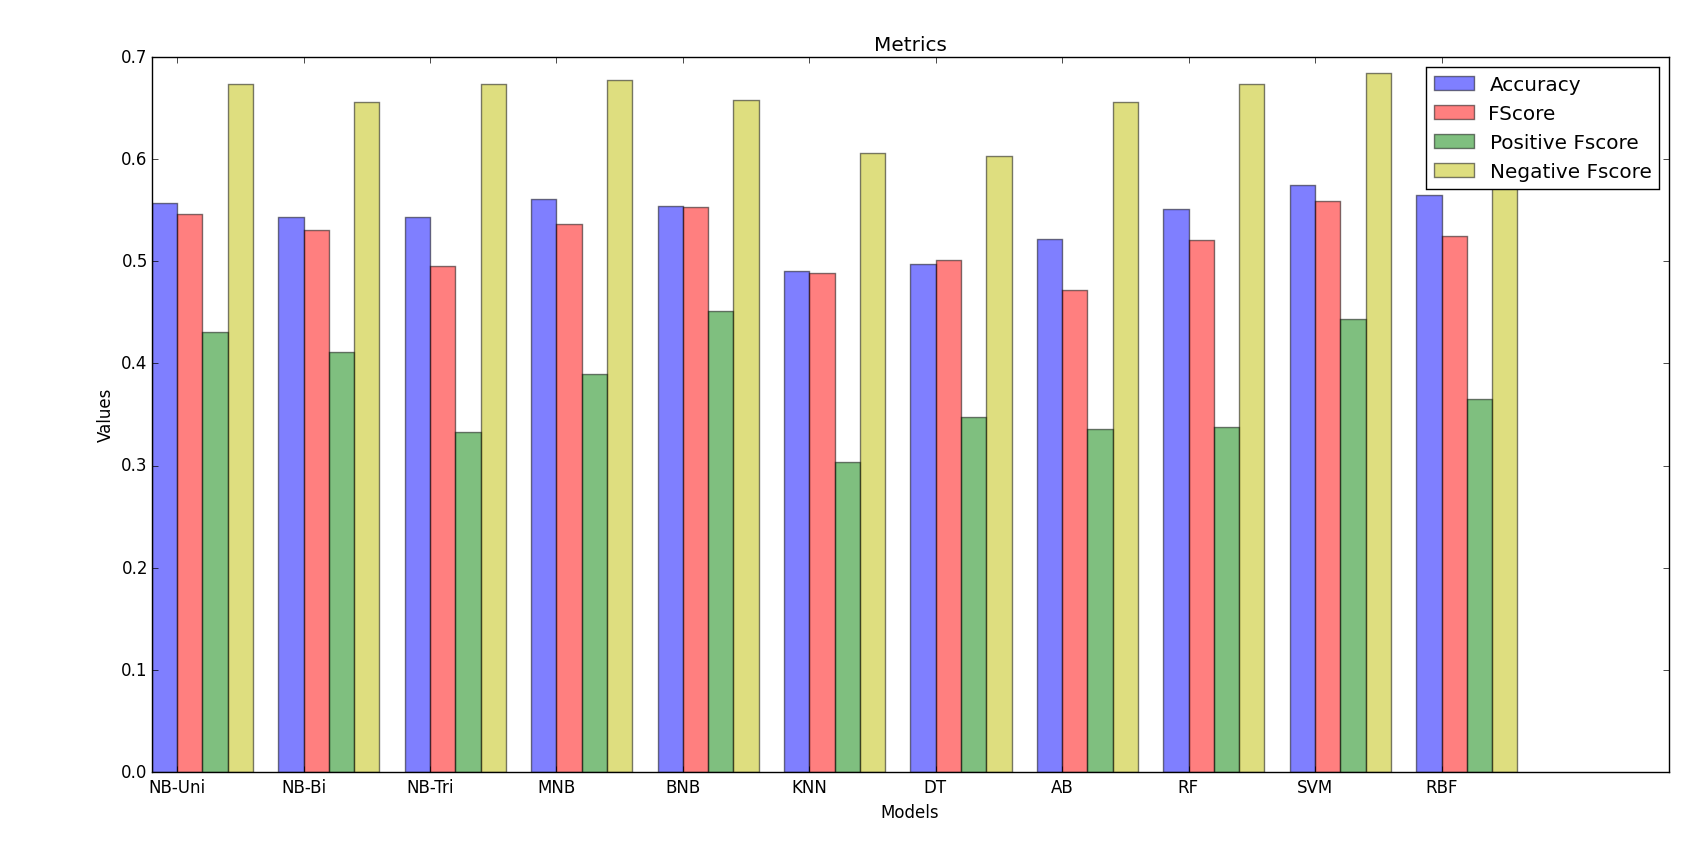 Metrics
0.7
0.6
0.5
0.4
0.3
0.2
0.1
0.0
Values
Accuracy
FScore
Positive Fscore
Negative Fscore
NB-Uni NB-Bi NB-Tri MNB BNB KNN DT AB RF SVM RBF
Models